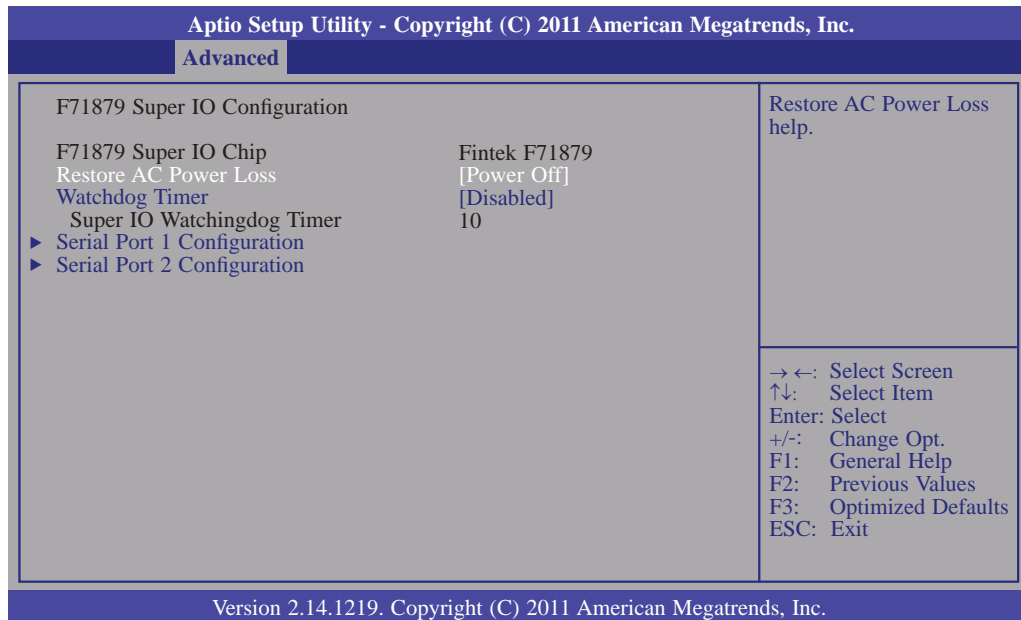 Aptio Setup Utility - Copyright (C) 2011 American Megatrends, Inc.
Advanced
F71879 Super IO Configuration
F71879 Super IO Chip Fintek F71879
Restore AC Power Loss [Power Off]
Watchdog Timer [Disabled]
Super IO Watchingdog Timer 10
▶ Serial Port 1 Configuration
▶ Serial Port 2 Configuration
Restore AC Power Loss
help.
→ ←: Select Screen
↑↓: Select Item
Enter: Select
+/-: Change Opt.
F1: General Help
F2: Previous Values
F3: Optimized Defaults
ESC: Exit
Version 2.14.1219. Copyright (C) 2011 American Megatrends, Inc.